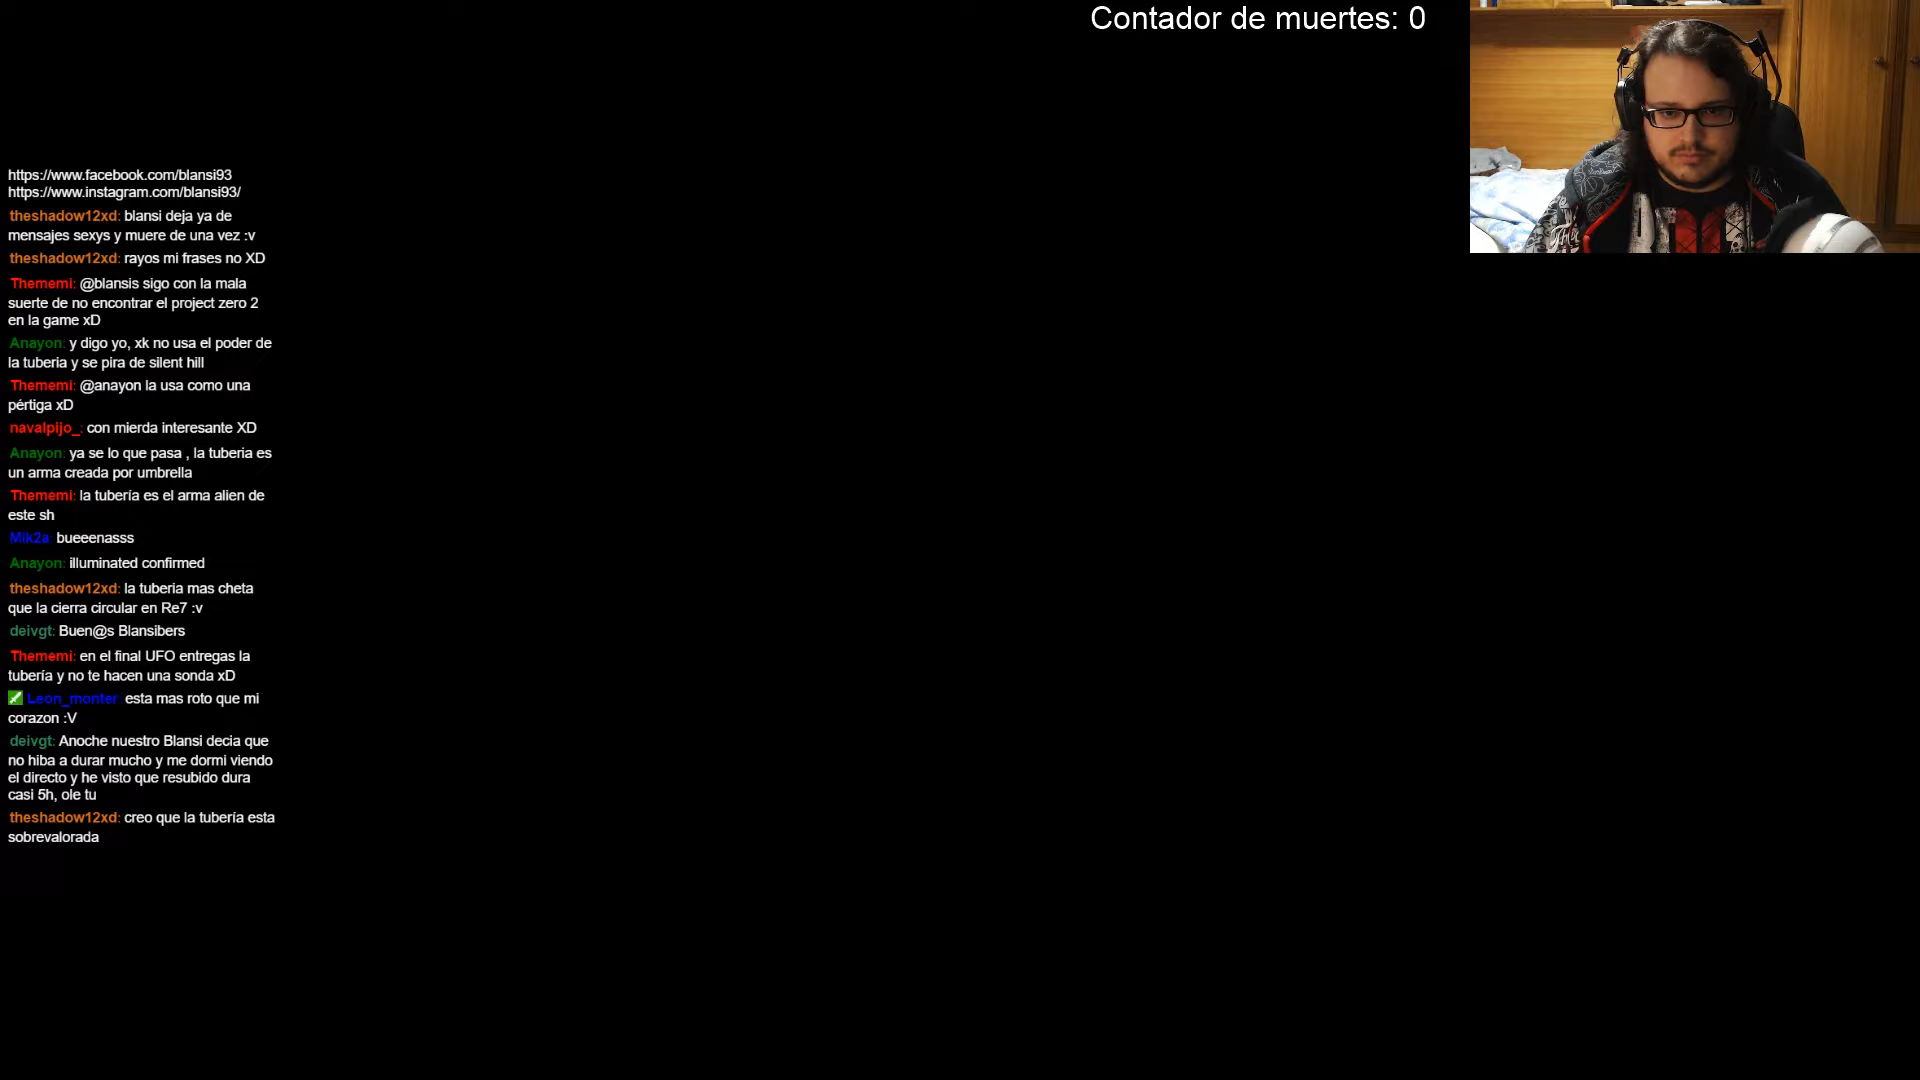 Contador de muertes: 0
https://www.facebook.com/blansi93
https://www.instagram.com/blansi93/
theshadow12xd: blansi deja ya de
mensajes sexys y muere de una vez :v
theshadow12xd: rayos mi frases no XD
Thememi: @blansis sigo con la mala
suerte de no encontrar el project zero 2
en la game xD
Anayon: y digo yo, xk no usa el poder de
la tuberia y se pira de silent hill
Thememi: @anayon la usa como una
pértiga xD
navalpijo_: con mierda interesante XD
Anayon: ya se lo que pasa , la tuberia es
un arma creada por umbrella
Thememi: la tubería es el arma alien de
este sh
Mik2a: bueeenasss
Anayon: illuminated confirmed
theshadow12xd: la tuberia mas cheta
que la cierra circular en Re7 :v
deivgt: Buen@s Blansibers
Thememi: en el final UFO entregas la
tubería y no te hacen una sonda xD
Leon_monter: esta mas roto que mi
corazon :V
deivgt: Anoche nuestro Blansi decia que
no hiba a durar mucho y me dormi viendo
el directo y he visto que resubido dura
casi 5h, ole tu
theshadow12xd: creo que la tubería esta
sobrevalorada